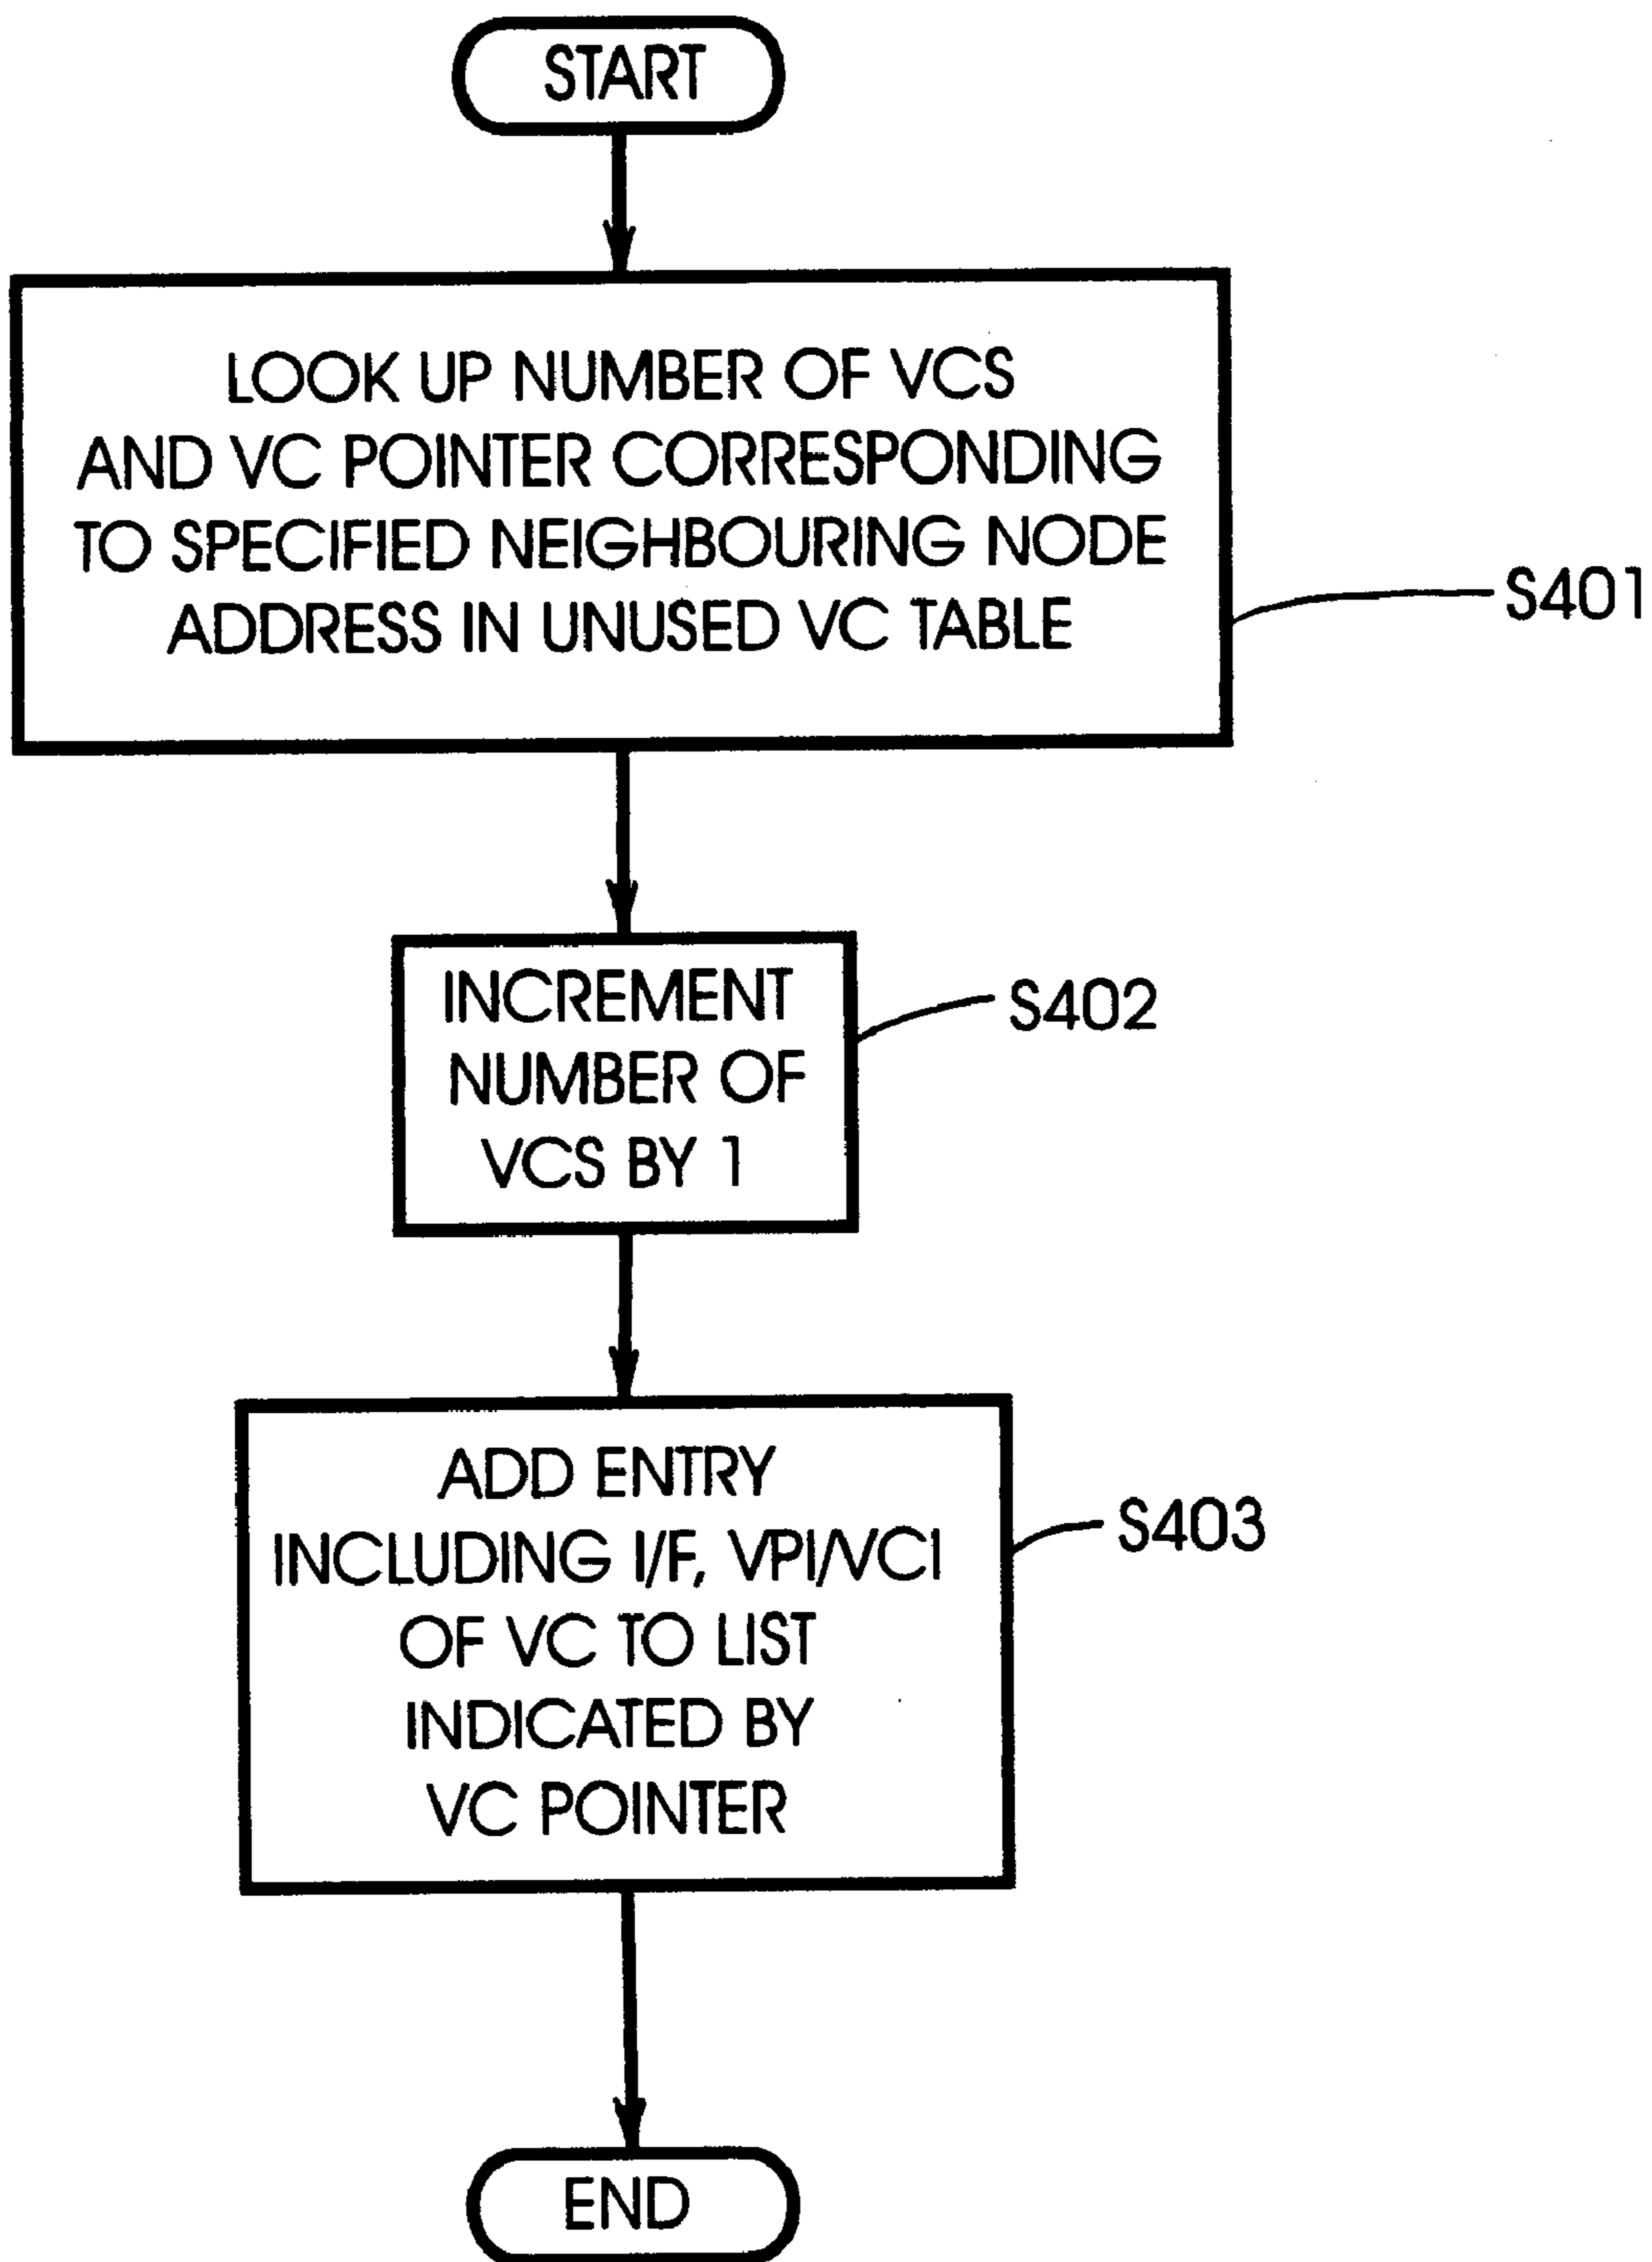 START
LOOK UP NUMBER OF VCS
AND VC POINTER CORRESPONDING
TO SPECIFIED NEIGHBOURING NODE
ADDRESS IN UNUSED VC TABLE
S401
INCREMENT
NUMBER OF
VCS BY 1
S402
ADD ENTRY
INCLUDING I/F, VPI/VCI
OF VC TO LIST
INDICATED BY
VC POINTER
S403
END